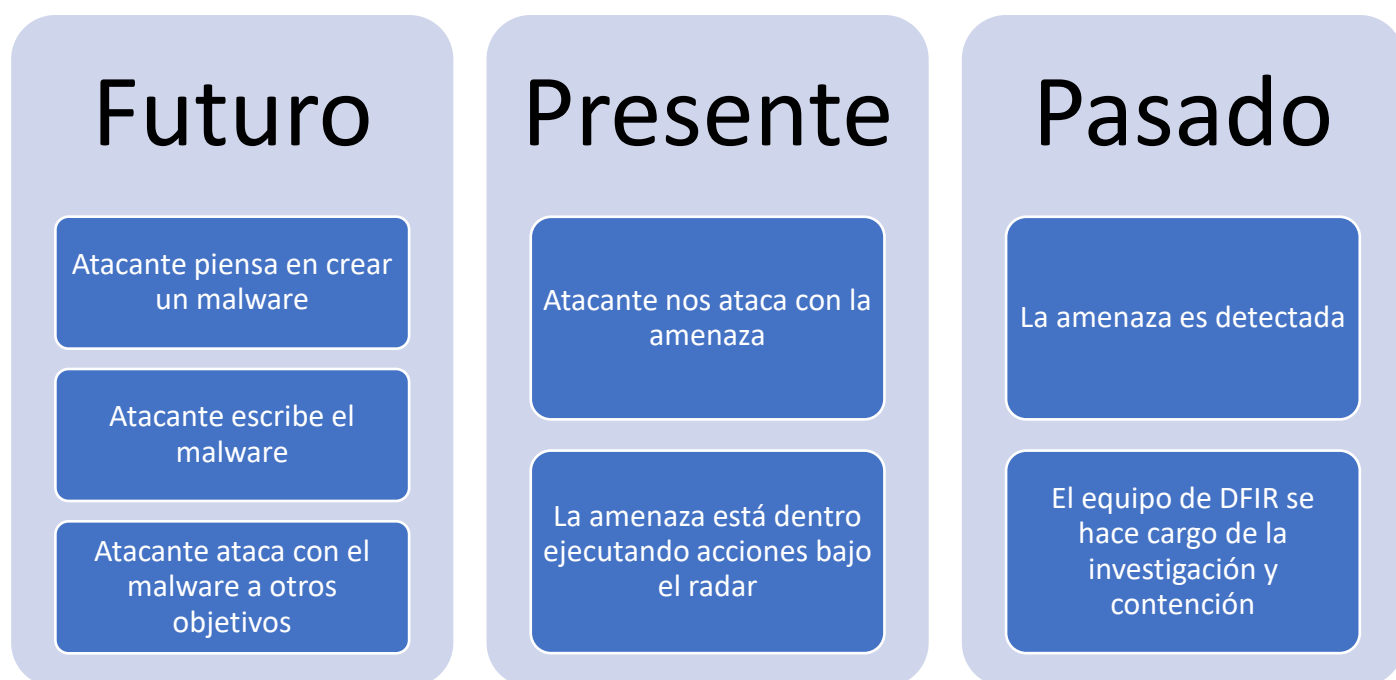 Futuro
Atacante piensa en crear
un malware
Atacante escribe el
malware
Atacante ataca con el
malware a otros
objetivos
Presente
Atacante nos ataca con la
amenaza
La amenaza está dentro
ejecutando acciones bajo
el radar
Pasado
La amenaza es detectada
El equipo de DFIR se
hace cargo de la
investigación y
contención